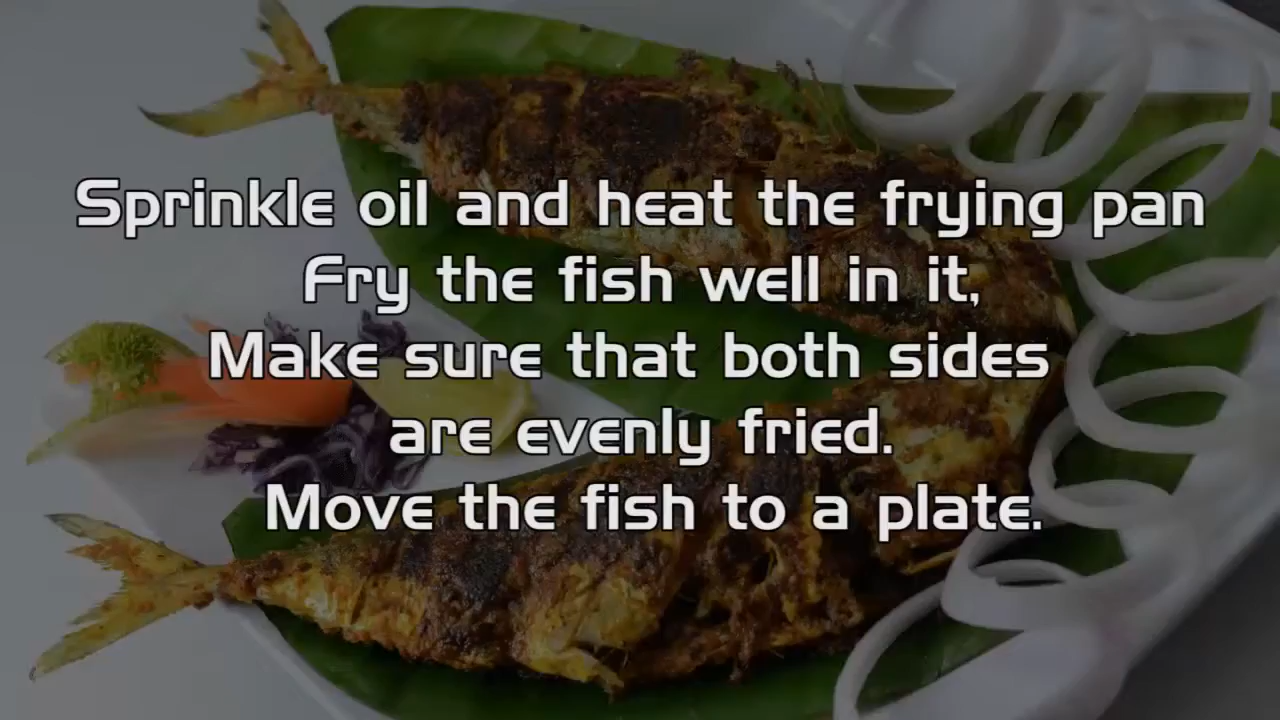 Sprinkle oil and heat the frying pan
Fry the fish well in it,
Make sure that both sides
are evenly fried.
Move the fish to a plate.